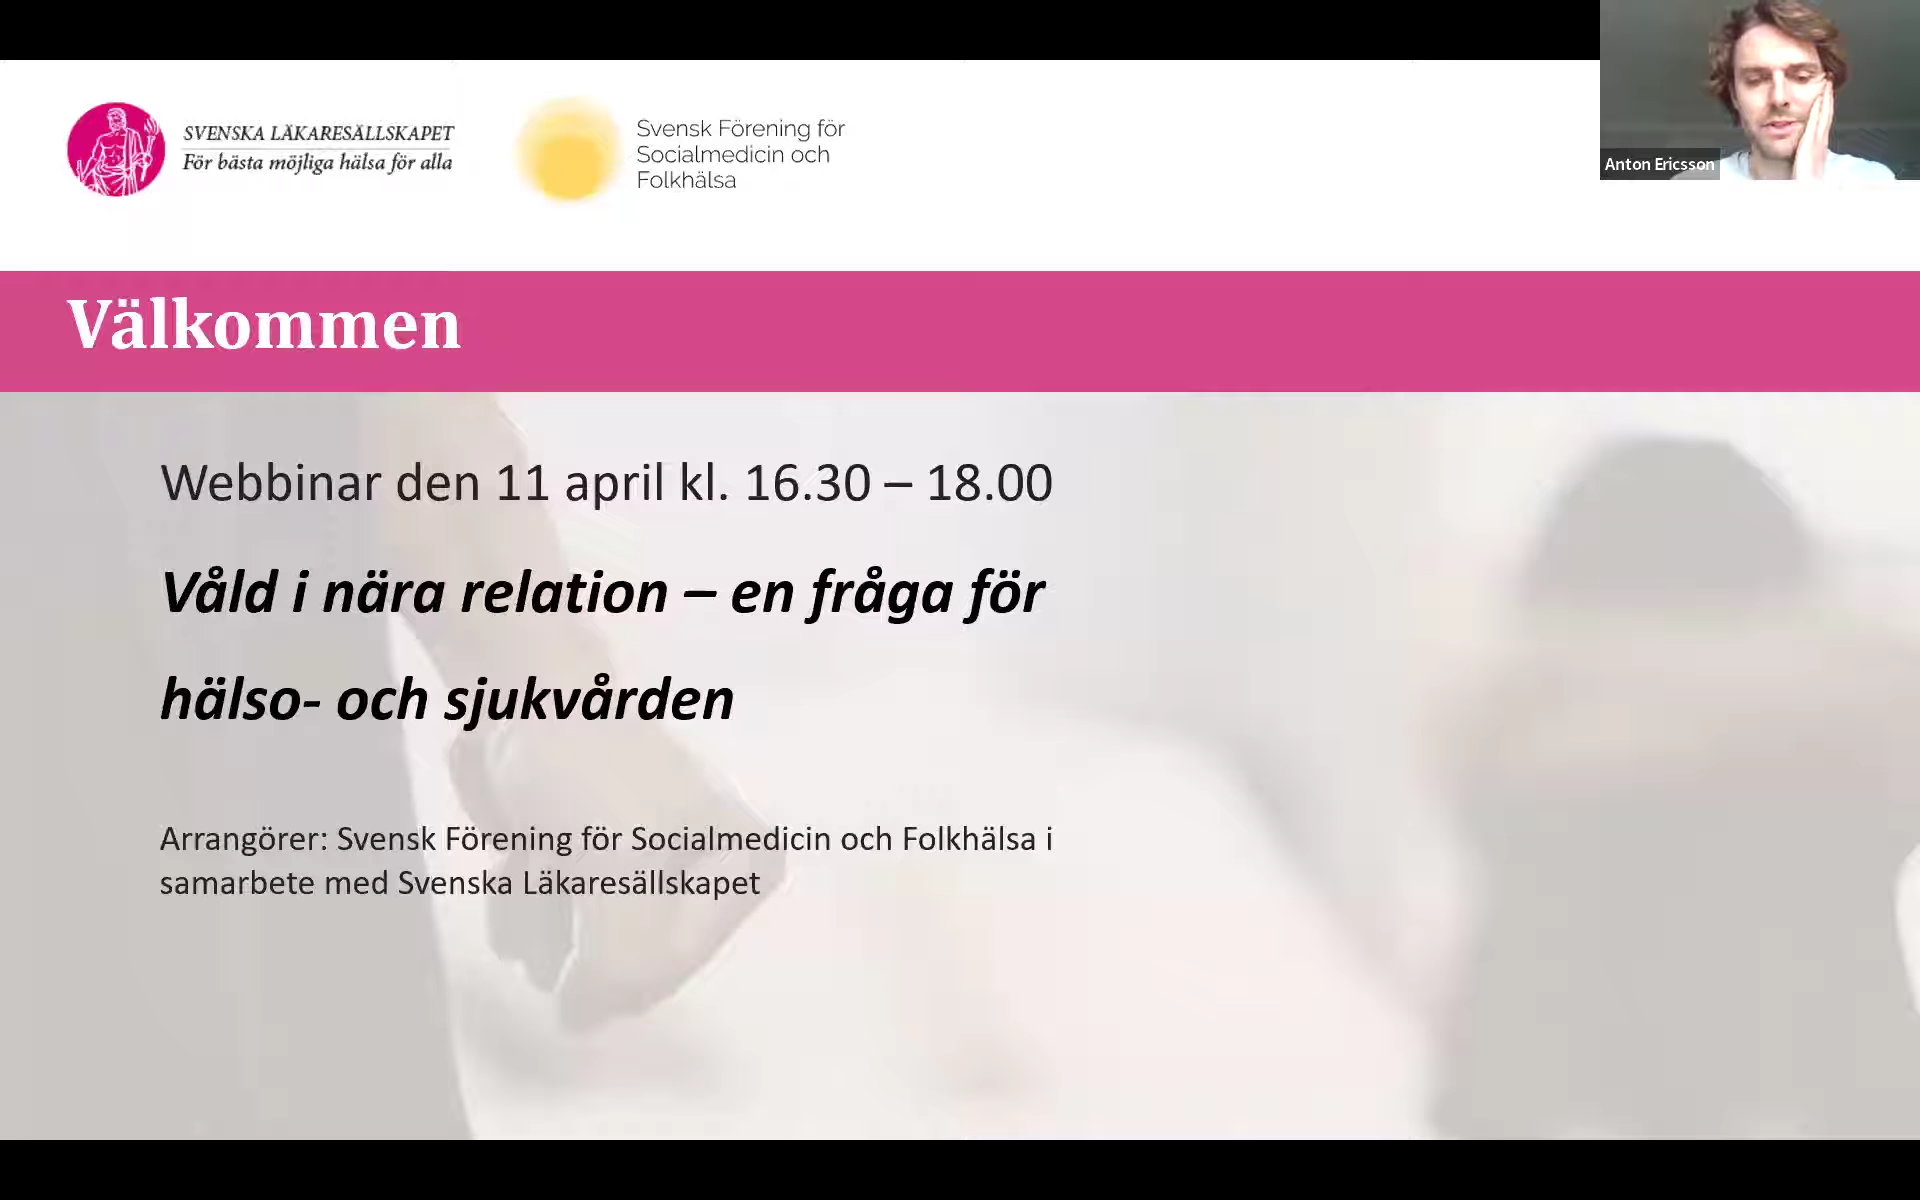 SVENSKA LÄKARESÄLLSKAPET
För bästa möjliga hälsa för alla
Svensk Förening för
Socialmedicin och
Folkhälsa
Anton Ericsson
Välkommen
Webbinar den 11 april kl. 16.30 – 18.00
Våld i nära relation – en fråga för
hälso- och sjukvården
Arrangörer: Svensk Förening för Socialmedicin och Folkhälsa i
samarbete med Svenska Läkaresällskapet